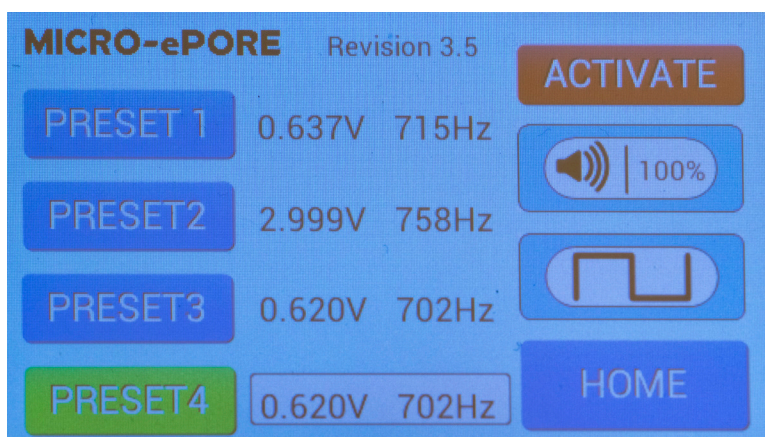 MICRO-ePORE Revision 3.5
ACTIVATE
PRESET 1 0.637V 715Hz
100%
PRESET2 2.999V 758Hz
PRESET3 0.620V 702Hz
PRESET4 0.620V 702Hz
HOME